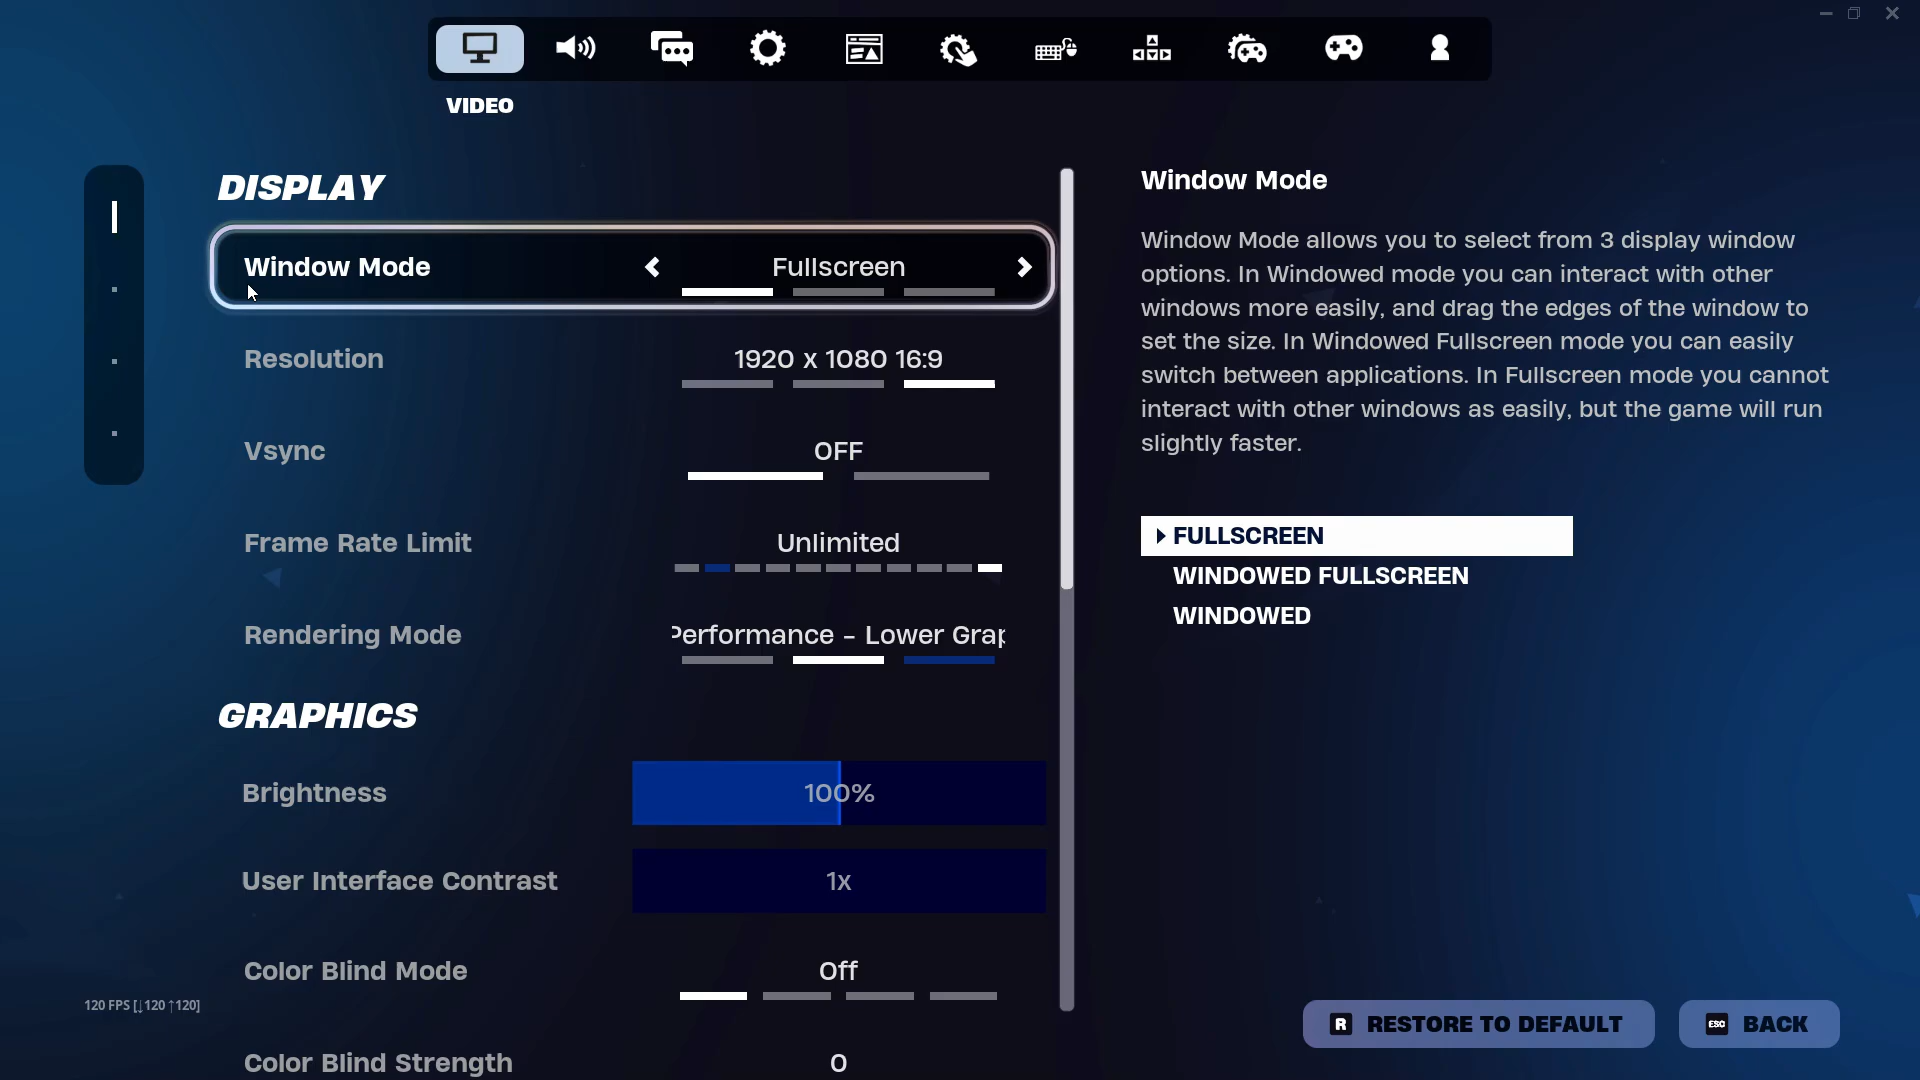 VIDEO
DISPLAY
Window Mode
Fullscreen
Resolution
1920 x 1080 16:9
Vsync
OFF
Frame Rate Limit
Unlimited
Rendering Mode
Performance - Lower Grap
GRAPHICS
Brightness
100%
User Interface Contrast
1x
Color Blind Mode
Off
Color Blind Strength
0
120 FPS [↓120 ↑120]
Window Mode
Window Mode allows you to select from 3 display window
options. In Windowed mode you can interact with other
windows more easily, and drag the edges of the window to
set the size. In Windowed Fullscreen mode you can easily
switch between applications. In Fullscreen mode you cannot
interact with other windows as easily, but the game will run
slightly faster.
FULLSCREEN
WINDOWED FULLSCREEN
WINDOWED
R RESTORE TO DEFAULT
ESC BACK